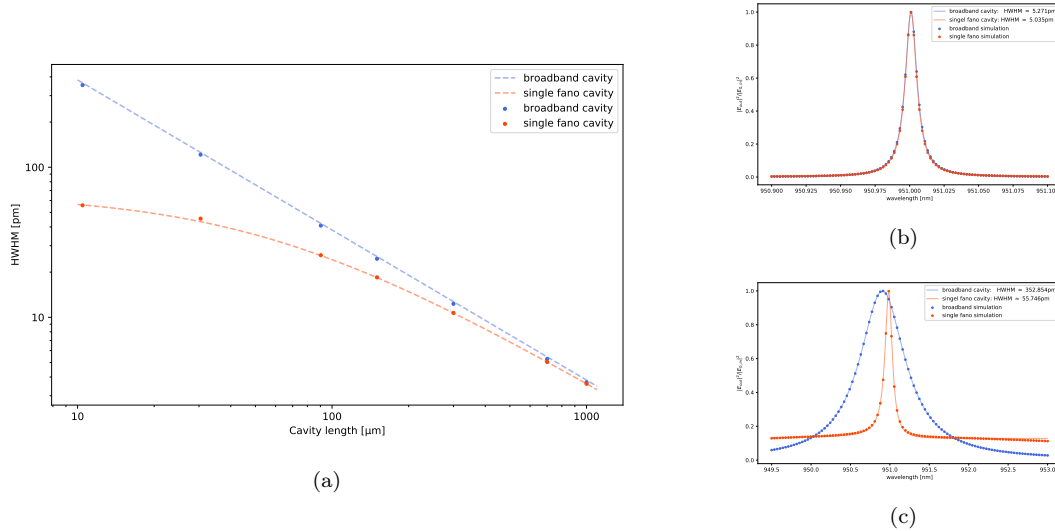 HWHM [pm]
100
10
10
100
1000
Cavity length [μm]
broadband cavity
single fano cavity
broadband cavity
single fano cavity
(a)
1.0
0.8
0.6
0.4
0.2
0.0
950.900
950.925
950.950
950.975
951.000
951.025
951.050
951.075
951.100
wavelength [nm]
broadband cavity: HWHM = 5.271pm
singel fano cavity: HWHM = 5.035pm
broadband simulation
single fano simulation
(b)
1.0
0.8
0.6
0.4
0.2
0.0
949.5
950.0
950.5
951.0
951.5
952.0
952.5
953.0
wavelength [nm]
broadband cavity: HWHM = 352.854pm
singel fano cavity: HWHM = 55.746pm
broadband simulation
single fano simulation
(c)